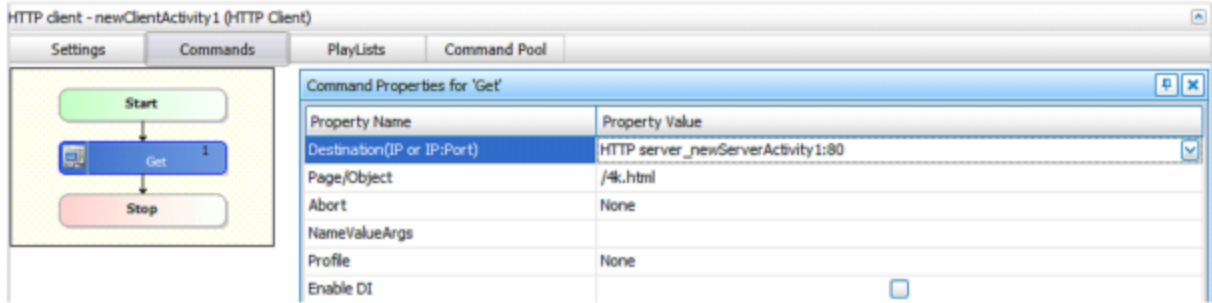 HTTP client - newClientActivity1 (HTTP Client)
Settings Commands PlayLists Command Pool
Start
Get 1
Stop
Command Properties for 'Get'
Property Name Property Value
Destination(IP or IP:Port) HTTP server_newServerActivity1:80
Page/Object /4k.html
Abort None
NameValueArgs
Profile None
Enable DI